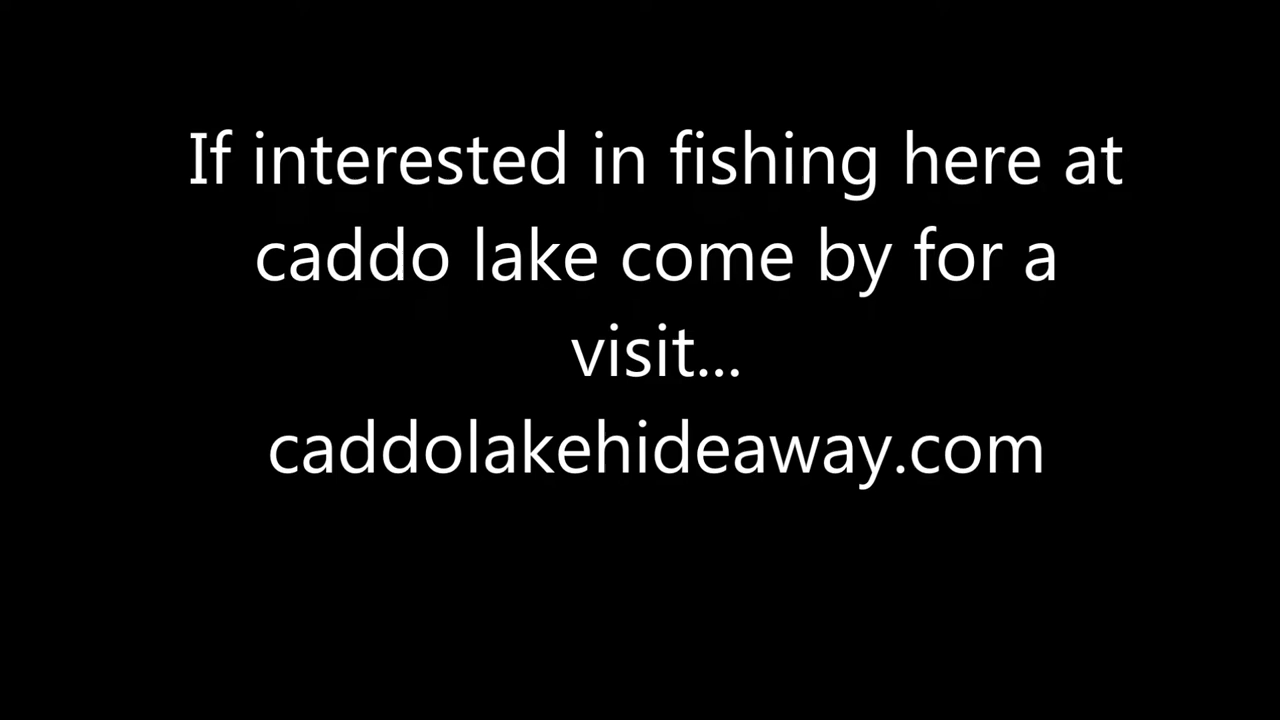 If interested in fishing here at
caddo lake come by for a
visit...
caddolakehideaway.com